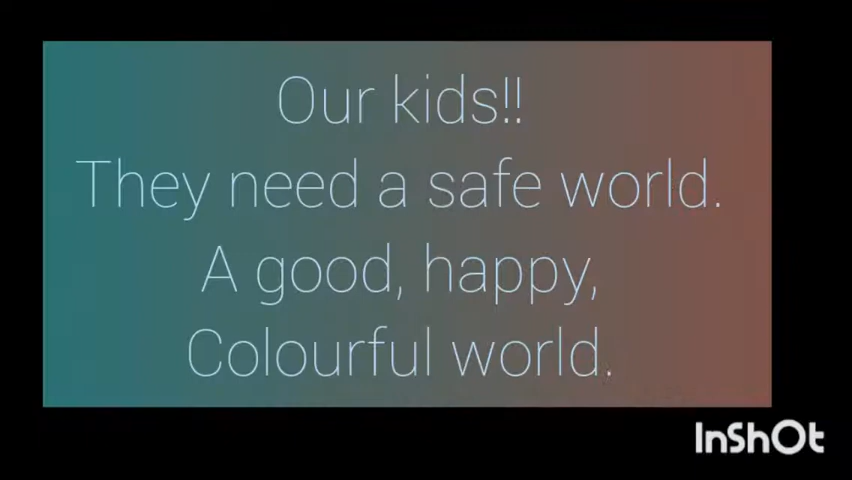 Our kids!!
They need a safe world.
A good, happy,
Colourful world.
InShOt